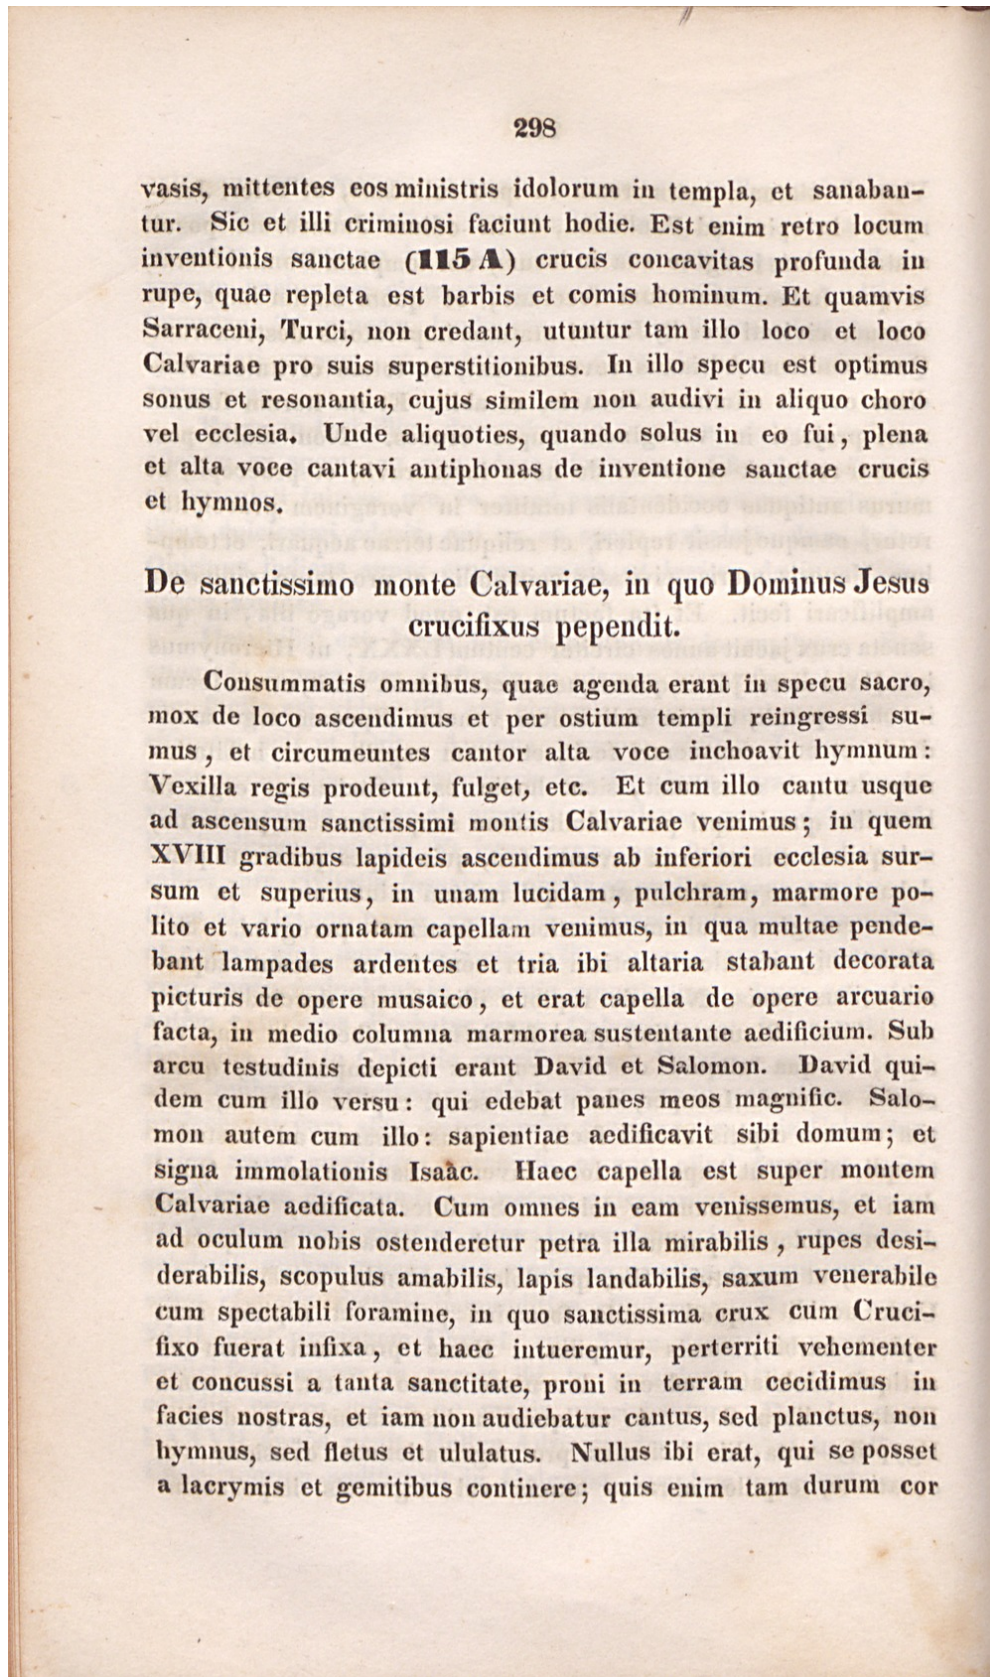 298
vasis, mittentes eos ministris idolorum in templa, et sanaban-
tur. Sic et illi criminosi faciunt hodie. Est enim retro locum
inventionis sanctae (115 A) crucis concavitas profunda in
rupe, quae repleta est barbis et comis hominum. Et quamvis
Sarraceni, Turci, non credant, utuntur tam illo loco et loco
Calvariae pro suis superstitionibus. In illo specu est optimus
sonus et resonantia, cujus similem non audivi in aliquo choro
vel ecclesia. Unde aliquoties, quando solus in eo fui, plena
et alta voce cantavi antiphonas de inventione sanctae crucis
et hymnos.
De sanctissimo monte Calvariae, in quo Dominus Jesus
crucifixus pependit.
Consummatis omnibus, quae agenda erant in specu sacro,
mox de loco ascendimus et per ostium templi reingressi su-
mus, et circumeuntes cantor alta voce inchoavit hymnum:
Vexilla regis prodeunt, fulget, etc. Et cum illo cantu usque
ad ascensum sanctissimi montis Calvariae venimus; in quem
XVIII gradibus lapideis ascendimus ab inferiori ecclesia sur-
sum et superius, in unam lucidam, pulchram, marmore po-
lito et vario ornatam capellam venimus, in qua multae pende-
bant lampades ardentes et tria ibi altaria stabant decorata
picturis de opere musaico, et erat capella de opere arcuario
facta, in medio columna marmorea sustentante aedificium. Sub
arcu testudinis depicti erant David et Salomon. David qui-
dem cum illo versu: qui edebat panes meos magnific. Salo-
mon autem cum illo: sapientiae aedificavit sibi domum; et
signa immolationis Isaàc. Haec capella est super montem
Calvariae aedificata. Cum omnes in eam venissemus, et iam
ad oculum nobis ostenderetur petra illa mirabilis, rupes desi-
derabilis, scopulus amabilis, lapis landabilis, saxum venerabile
cum spectabili foramine, in quo sanctissima crux cum Cruci-
fixo fuerat infixa, et haec intueremur, perterriti vehementer
et concussi a tanta sanctitate, proni in terram cecidimus in
facies nostras, et iam non audiebatur cantus, sed planctus, non
hymnus, sed fletus et ululatus. Nullus ibi erat, qui se posset
a lacrymis et gemitibus continere; quis enim tam durum cor